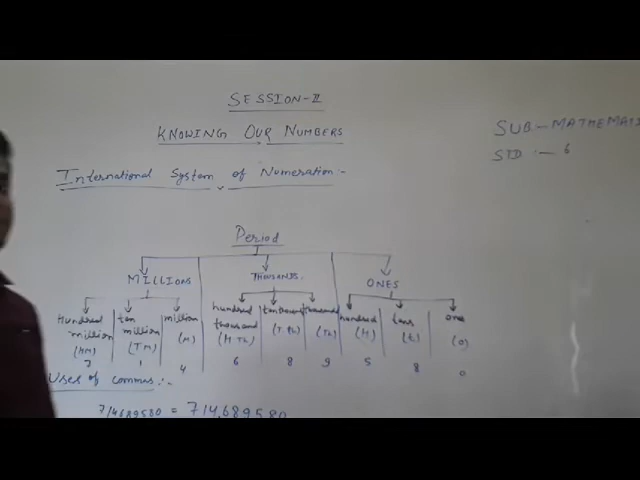 SESSION-II
KNOWING OUR NUMBERS
SUB-MATHEMATI
STD :- 6
International System of Numeration :-
Period
MILLIONS THOUSANDS ONES
Hundred million (HM) ten million (TM) million (M) hundred thousand (H Th) ten thousand (T.Th) thousand (Th) hundred (H) tens (t) ones (o)
7 1 4 6 8 9 5 8 0
Uses of commas :-
714689580 = 714,689,580